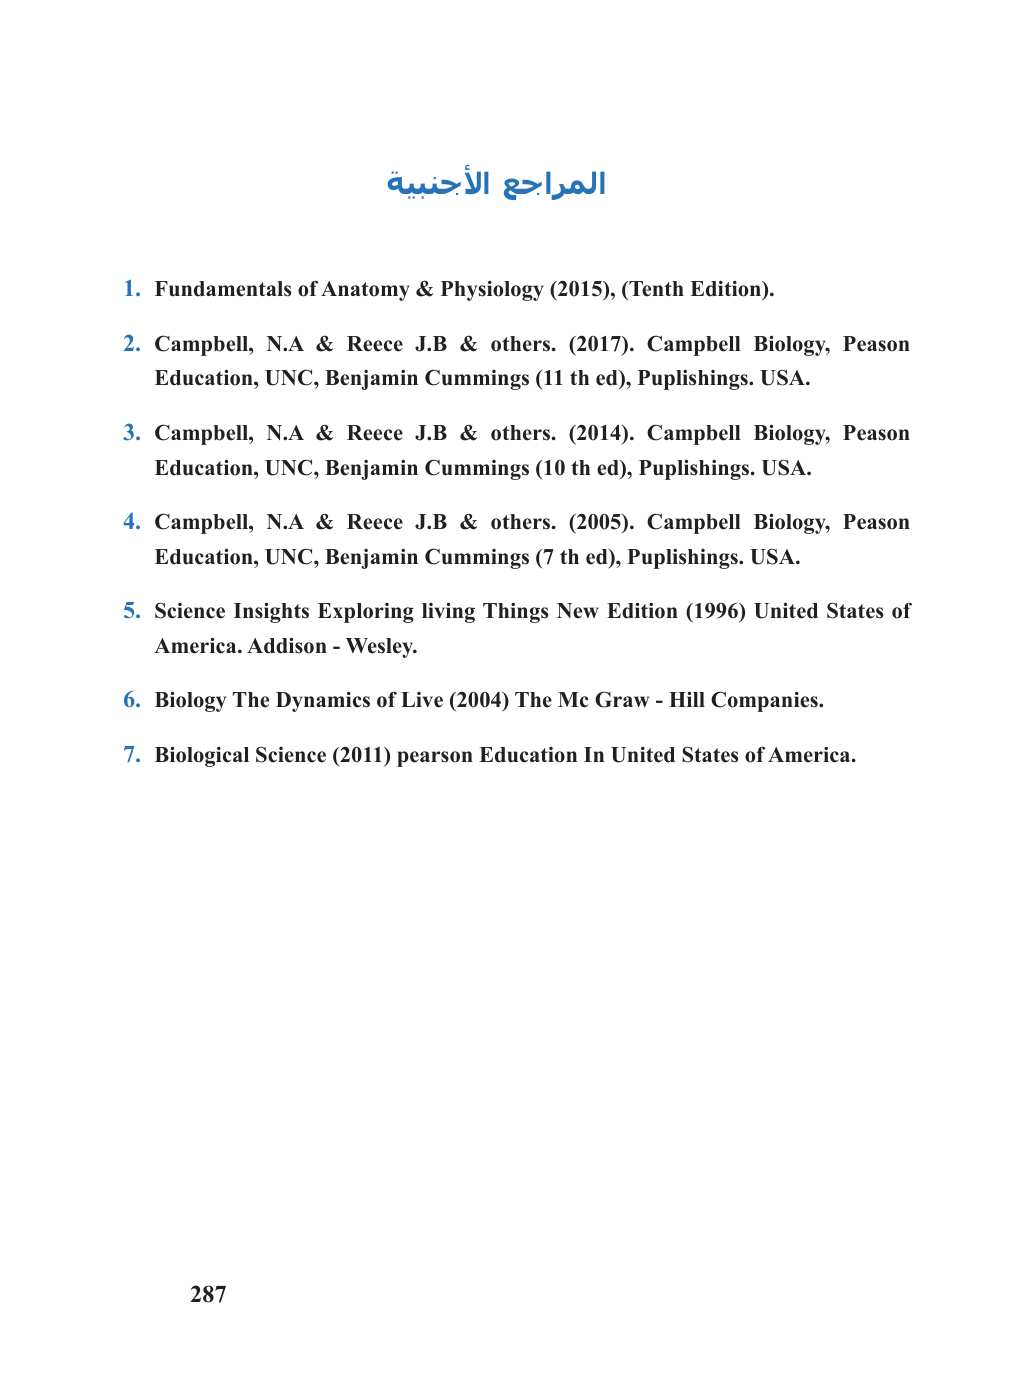 المراجع الأجنبية
1. Fundamentals of Anatomy & Physiology (2015), (Tenth Edition).
2. Campbell, N.A & Reece J.B & others. (2017). Campbell Biology, Peason
Education, UNC, Benjamin Cummings (11 th ed), Puplishings. USA.
3. Campbell, N.A & Reece J.B & others. (2014). Campbell Biology, Peason
Education, UNC, Benjamin Cummings (10 th ed), Puplishings. USA.
4. Campbell, N.A & Reece J.B & others. (2005). Campbell Biology, Peason
Education, UNC, Benjamin Cummings (7 th ed), Puplishings. USA.
5. Science Insights Exploring living Things New Edition (1996) United States of
America. Addison - Wesley.
6. Biology The Dynamics of Live (2004) The Mc Graw - Hill Companies.
7. Biological Science (2011) pearson Education In United States of America.
287